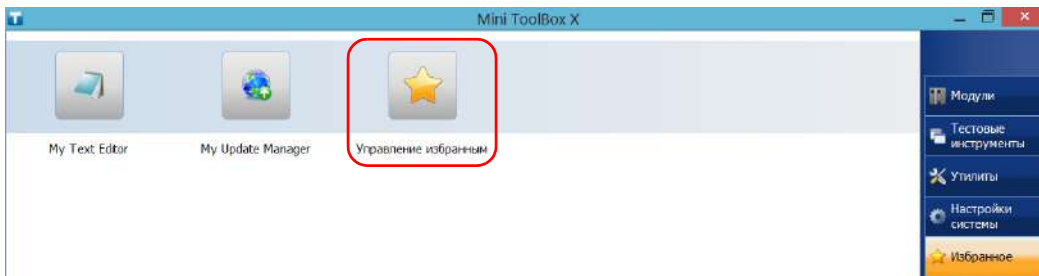 Mini ToolBox X
My Text Editor
My Update Manager
Управление избранным
Модули
Тестовые
инструменты
Утилиты
Настройки
системы
Избранное